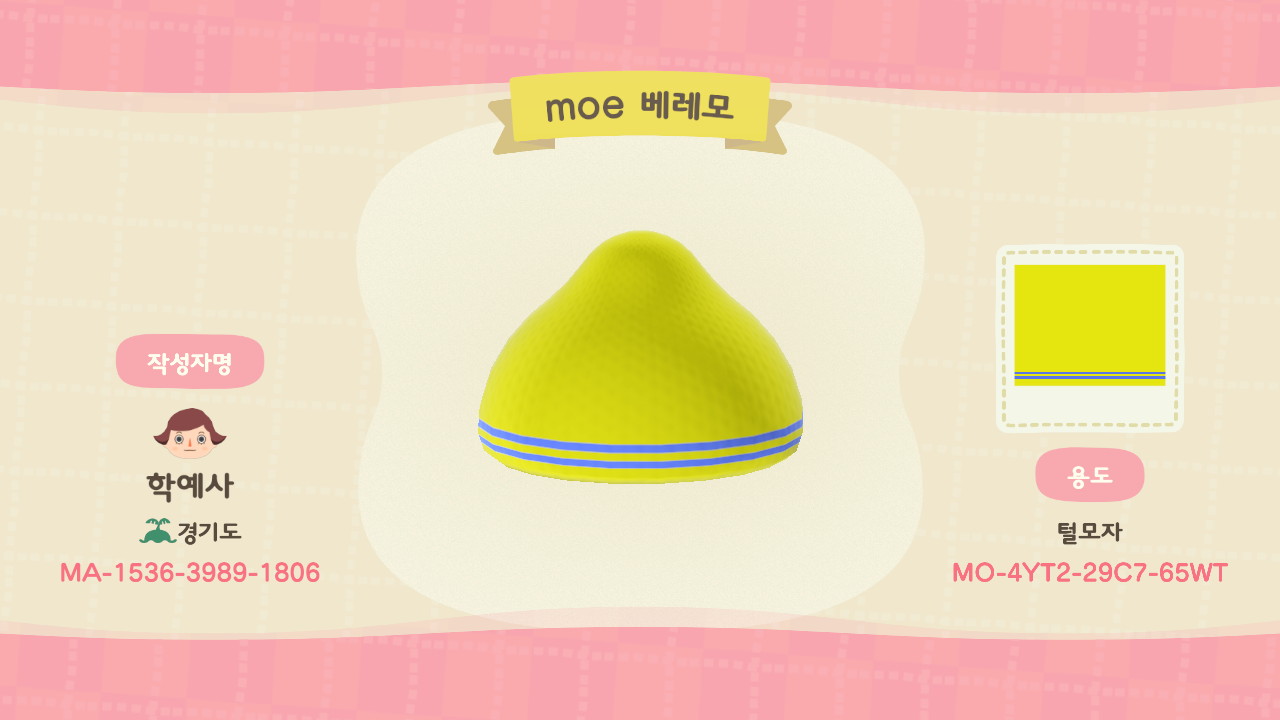 moe 베레모
작성자명
학예사
경기도
MA-1536-3989-1806
용도
털모자
MO-4YT2-29C7-65WT